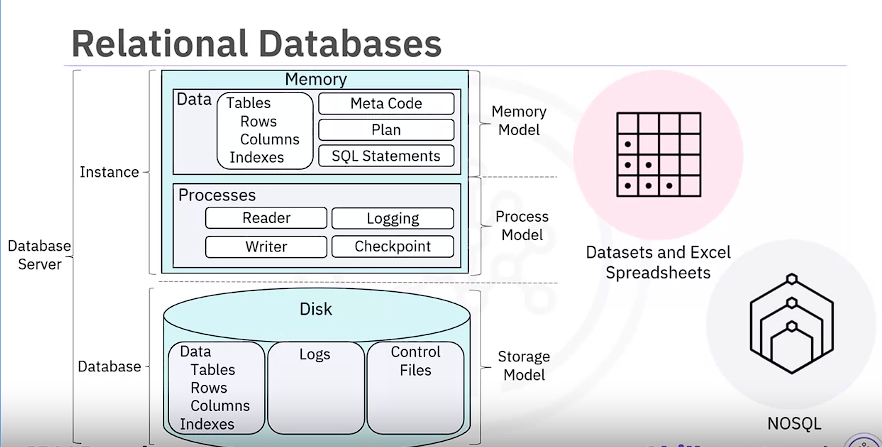 Relational Databases
Database
Server
Instance
Memory
Data
Tables
Rows
Columns
Indexes
Meta Code
Plan
SQL Statements
Processes
Reader
Logging
Writer
Checkpoint
Memory
Model
Process
Model
Database
Disk
Data
Tables
Rows
Columns
Indexes
Logs
Control
Files
Storage
Model
Datasets and Excel
Spreadsheets
NOSQL